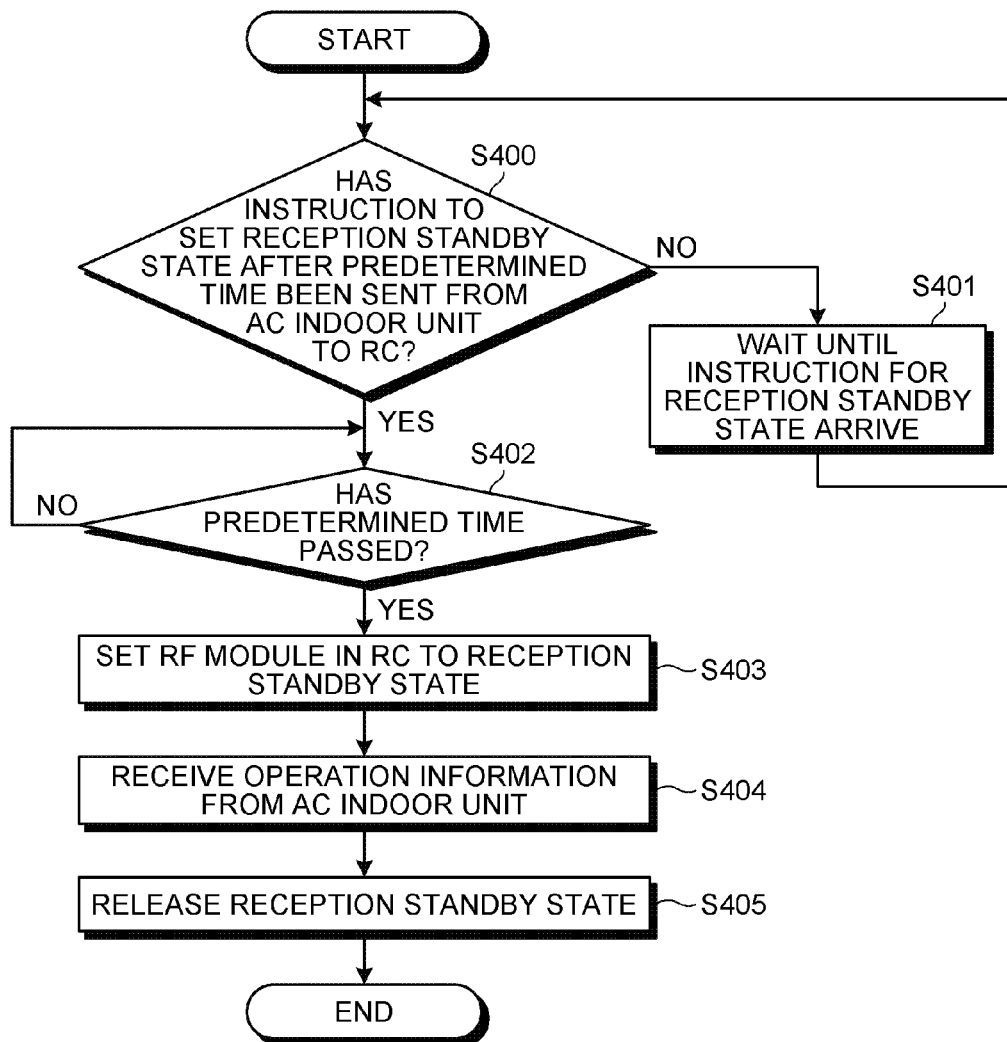 START
S400
HAS
INSTRUCTION TO
SET RECEPTION STANDBY
STATE AFTER PREDETERMINED
TIME BEEN SENT FROM
AC INDOOR UNIT
TO RC?
NO
S401
WAIT UNTIL
INSTRUCTION FOR
RECEPTION STANDBY
STATE ARRIVE
YES
S402
HAS
PREDETERMINED TIME
PASSED?
NO
YES
SET RF MODULE IN RC TO RECEPTION
STANDBY STATE
S403
RECEIVE OPERATION INFORMATION
FROM AC INDOOR UNIT
S404
RELEASE RECEPTION STANDBY STATE
S405
END